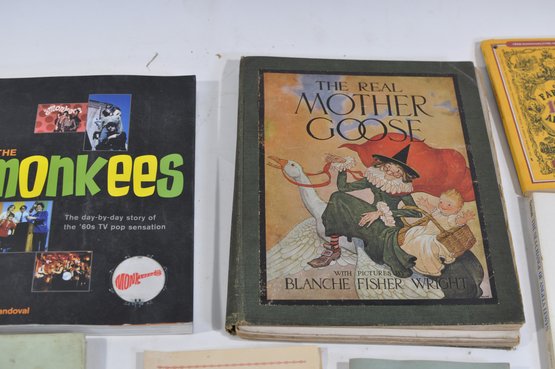 THE
monkees
The day-by-day story of
the '60s TV pop sensation
MONKEES
andoval
THE REAL
MOTHER
GOOSE
WITH PICTURES BY
BLANCHE FISHER WRIGHT